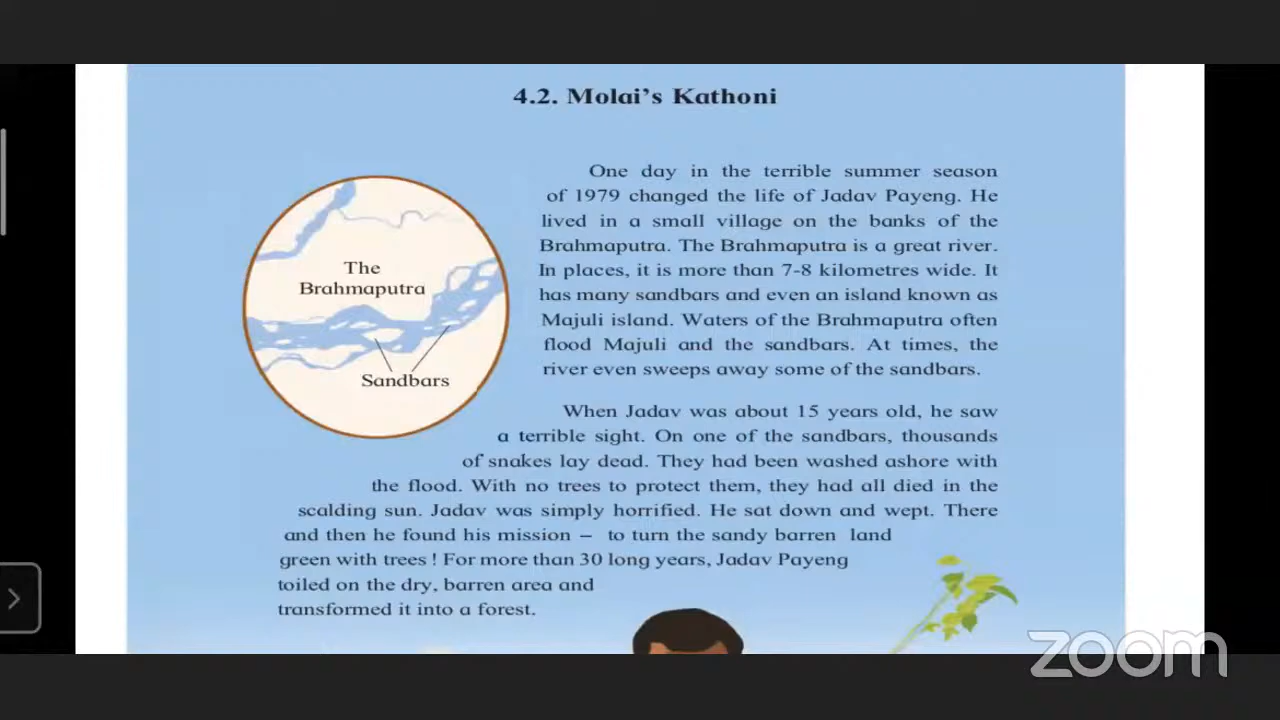 4.2. Molai's Kathoni
One day in the terrible summer season
of 1979 changed the life of Jadav Payeng. He
lived in a small village on the banks of the
Brahmaputra. The Brahmaputra is a great river.
In places, it is more than 7-8 kilometres wide. It
has many sandbars and even an island known as
Majuli island. Waters of the Brahmaputra often
flood Majuli and the sandbars. At times, the
river even sweeps away some of the sandbars.
The
Brahmaputra
Sandbars
When Jadav was about 15 years old, he saw
a terrible sight. On one of the sandbars, thousands
of snakes lay dead. They had been washed ashore with
the flood. With no trees to protect them, they had all died in the
scalding sun. Jadav was simply horrified. He sat down and wept. There
and then he found his mission – to turn the sandy barren land
green with trees ! For more than 30 long years, Jadav Payeng
toiled on the dry, barren area and
transformed it into a forest.
zoom